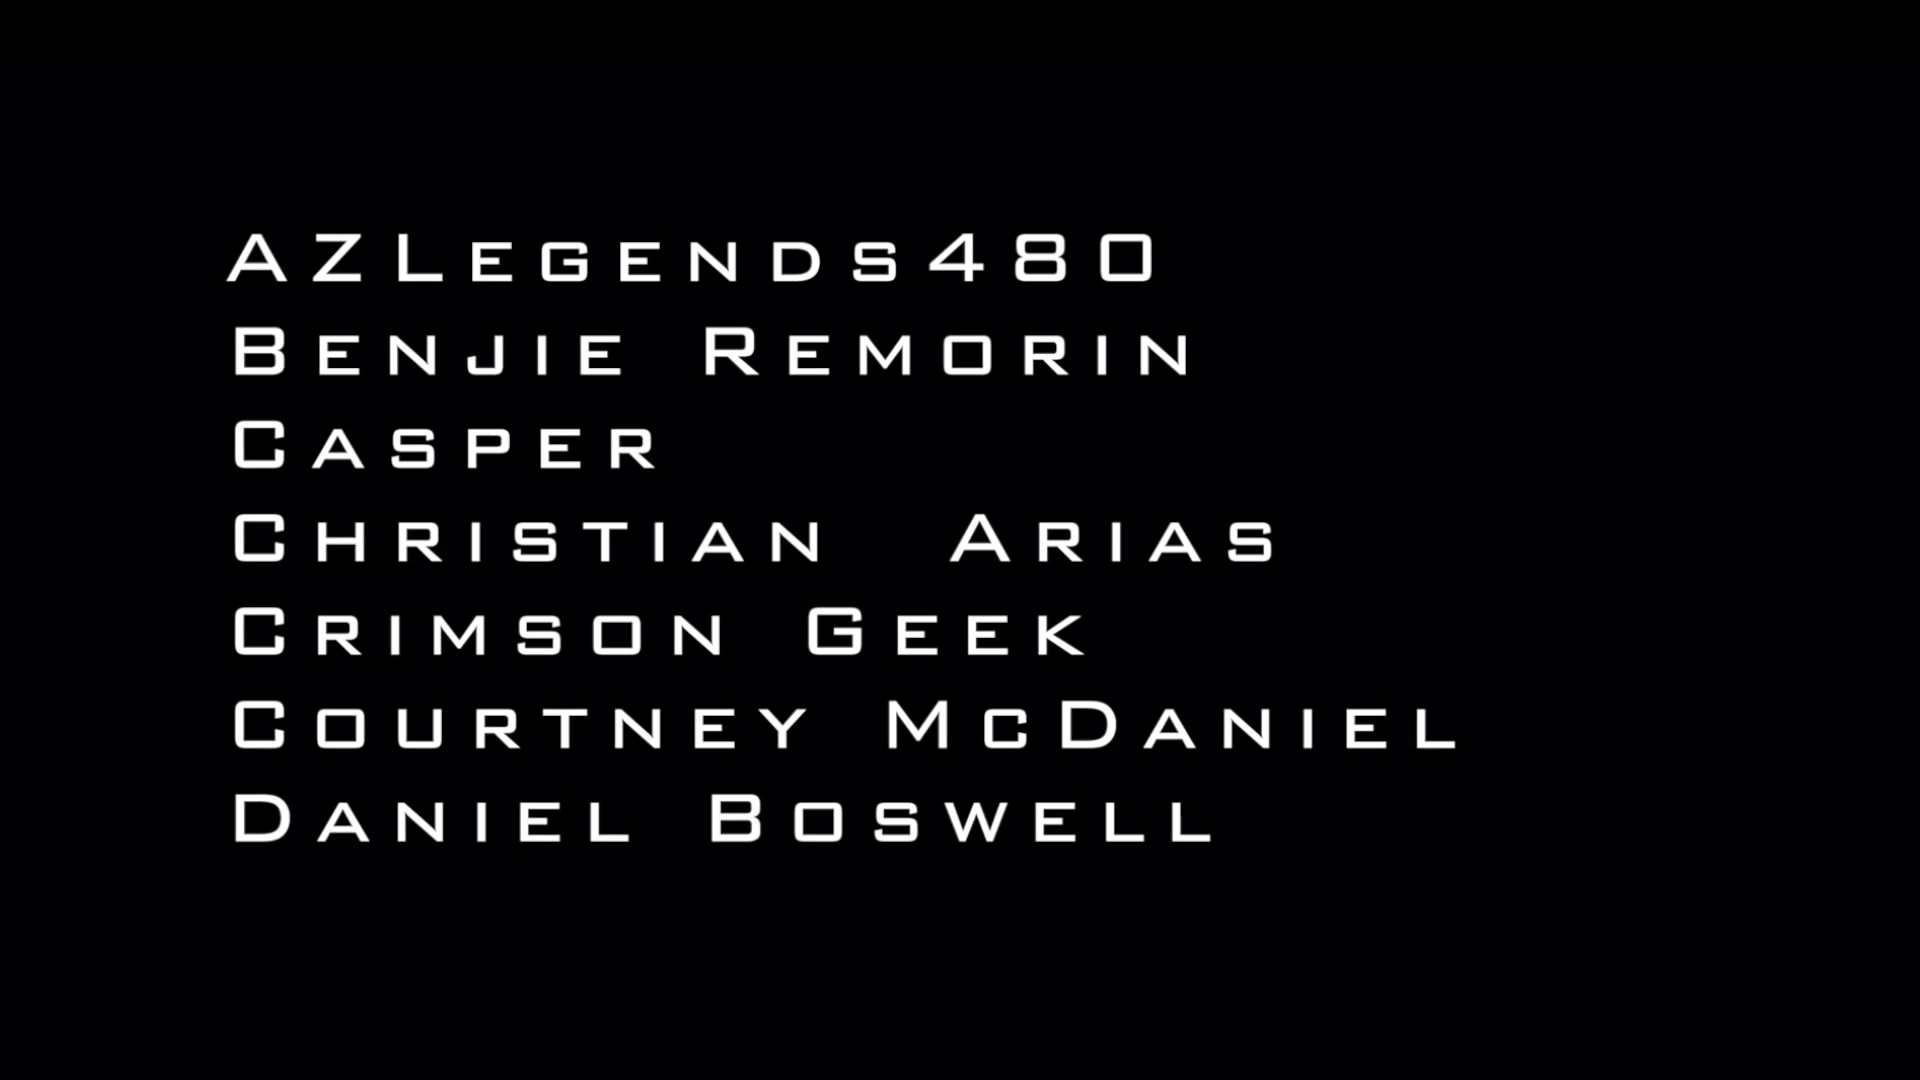 AZLegends480
Benjie Remorin
Casper
Christian  Arias
Crimson Geek
Courtney McDaniel
Daniel Boswell